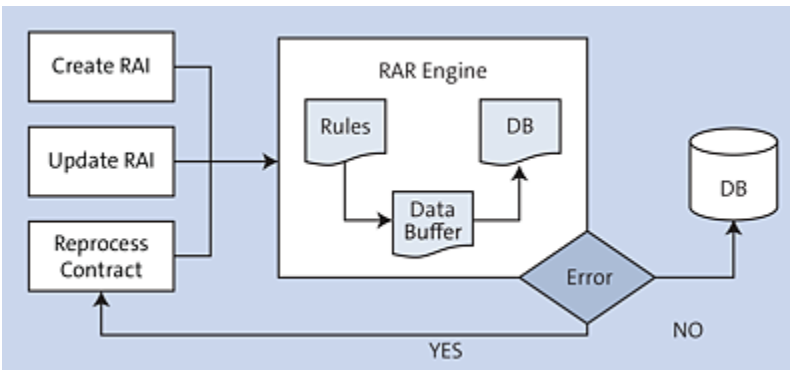 Create RAI
Update RAI
Reprocess
Contract
RAR Engine
Rules
DB
Data
Buffer
Error
DB
YES
NO